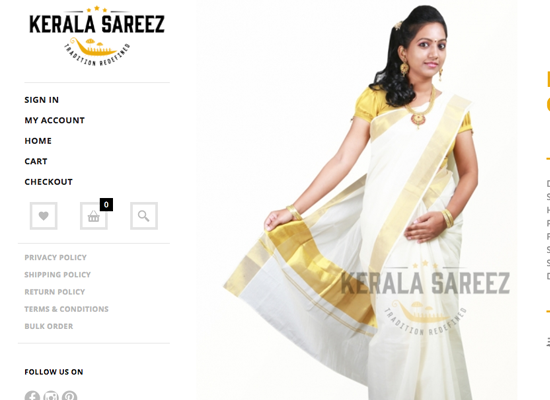 KERALA SAREEZ
TRADITION REDEFINED
SIGN IN
MY ACCOUNT
HOME
CART
CHECKOUT
0
PRIVACY POLICY
SHIPPING POLICY
RETURN POLICY
TERMS & CONDITIONS
BULK ORDER
FOLLOW US ON
KERALA SAREEZ
TRADITION REDEFINED